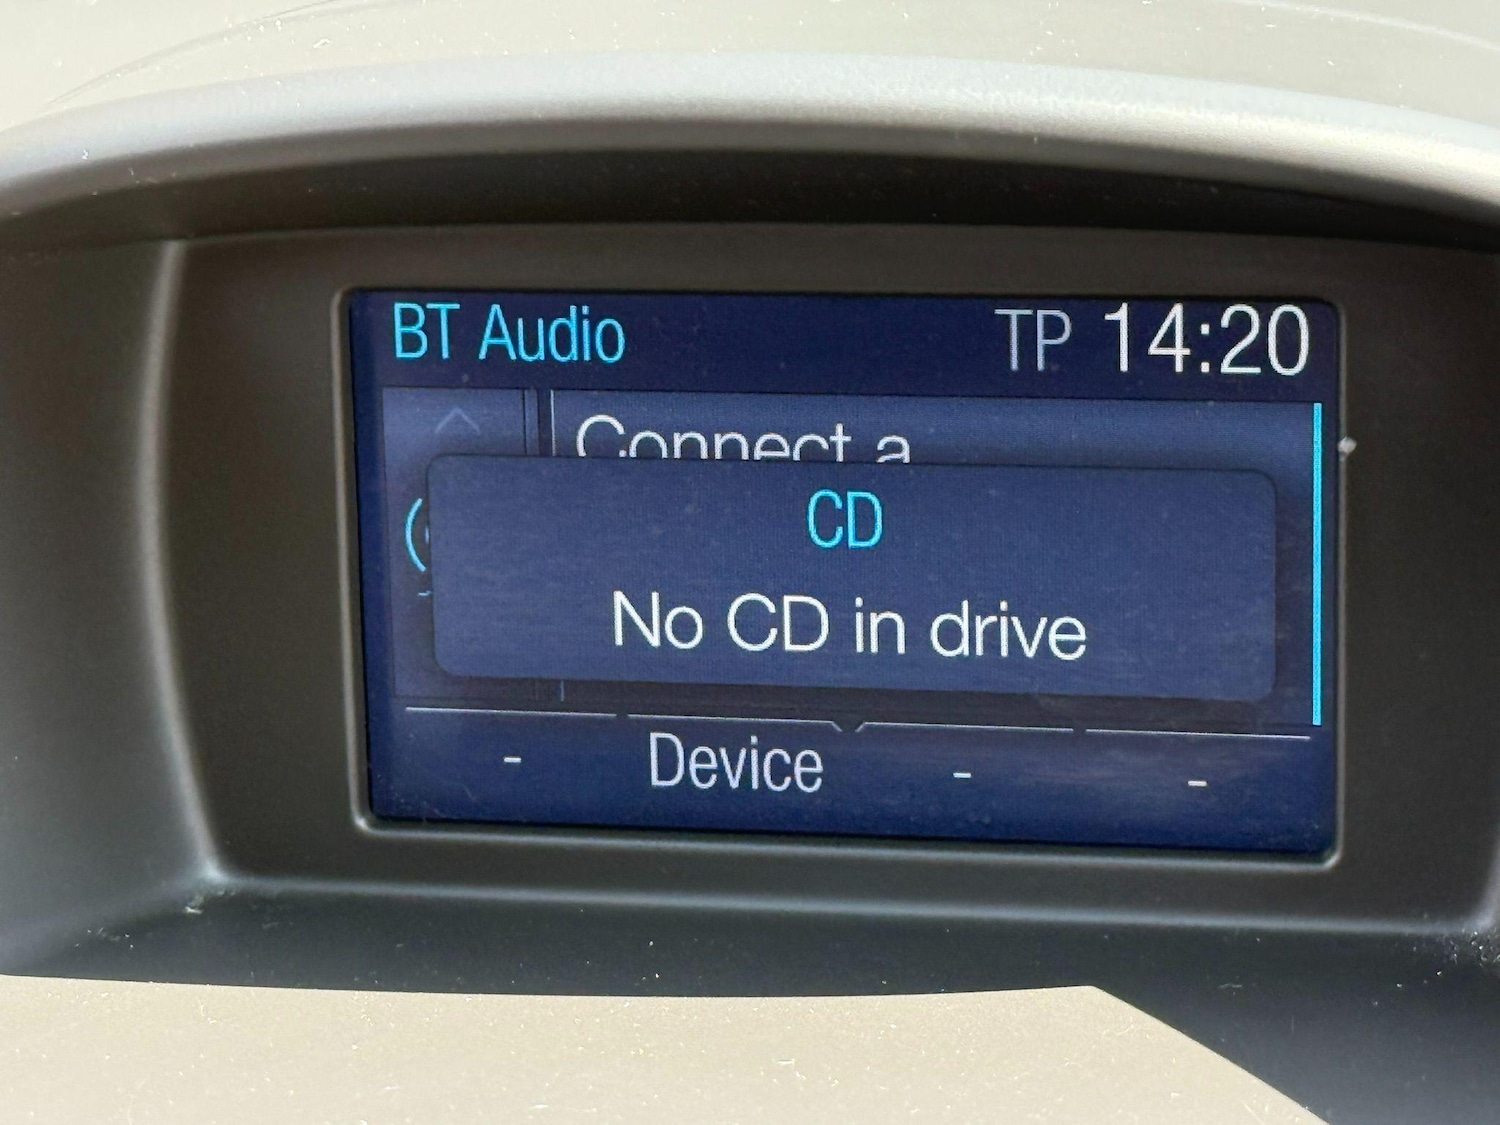 BT Audio TP 14:20
Connect a
CD
No CD in drive
- Device - -